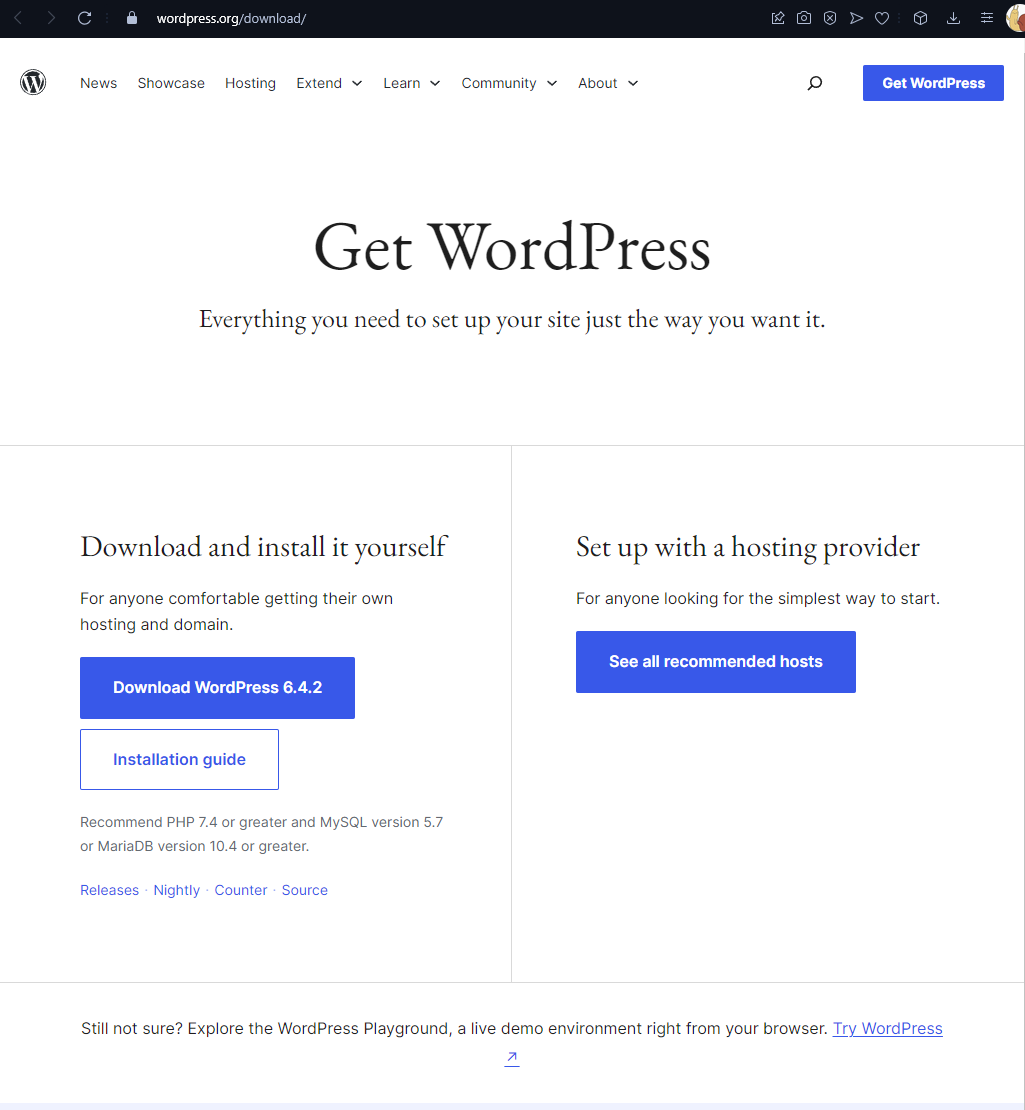 wordpress.org/download/
News Showcase Hosting Extend Learn Community About Get WordPress
Get WordPress
Everything you need to set up your site just the way you want it.
Download and install it yourself
For anyone comfortable getting their own
hosting and domain.
Download WordPress 6.4.2
Installation guide
Recommend PHP 7.4 or greater and MySQL version 5.7
or MariaDB version 10.4 or greater.
Releases · Nightly · Counter · Source
Set up with a hosting provider
For anyone looking for the simplest way to start.
See all recommended hosts
Still not sure? Explore the WordPress Playground, a live demo environment right from your browser. Try WordPress
↗